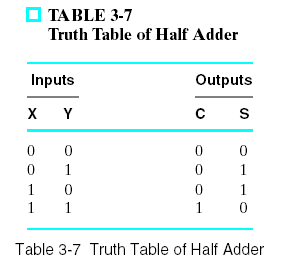 TABLE 3-7
Truth Table of Half Adder
Inputs Outputs
X Y C S
0 0 0 0
0 1 0 1
1 0 0 1
1 1 1 0
Table 3-7 Truth Table of Half Adder